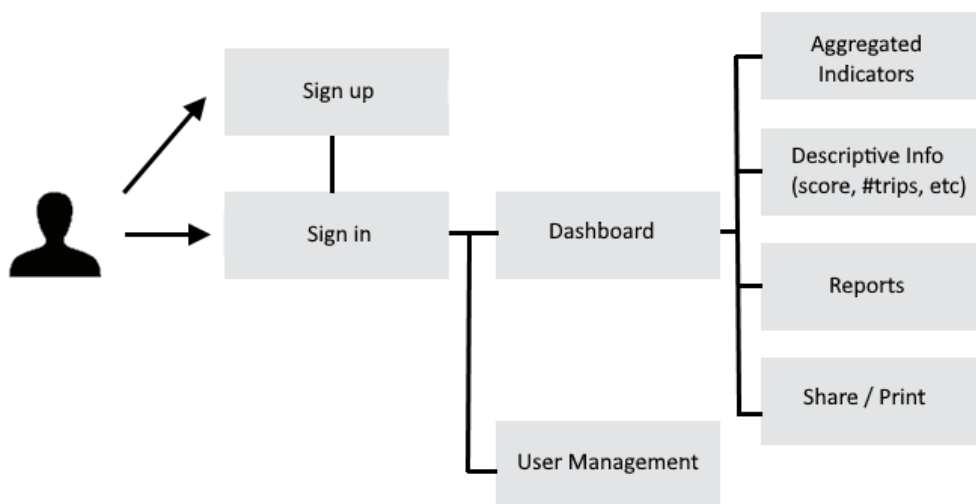 Sign up
Sign in
Dashboard
User Management
Aggregated
Indicators
Descriptive Info
(score, #trips, etc)
Reports
Share / Print